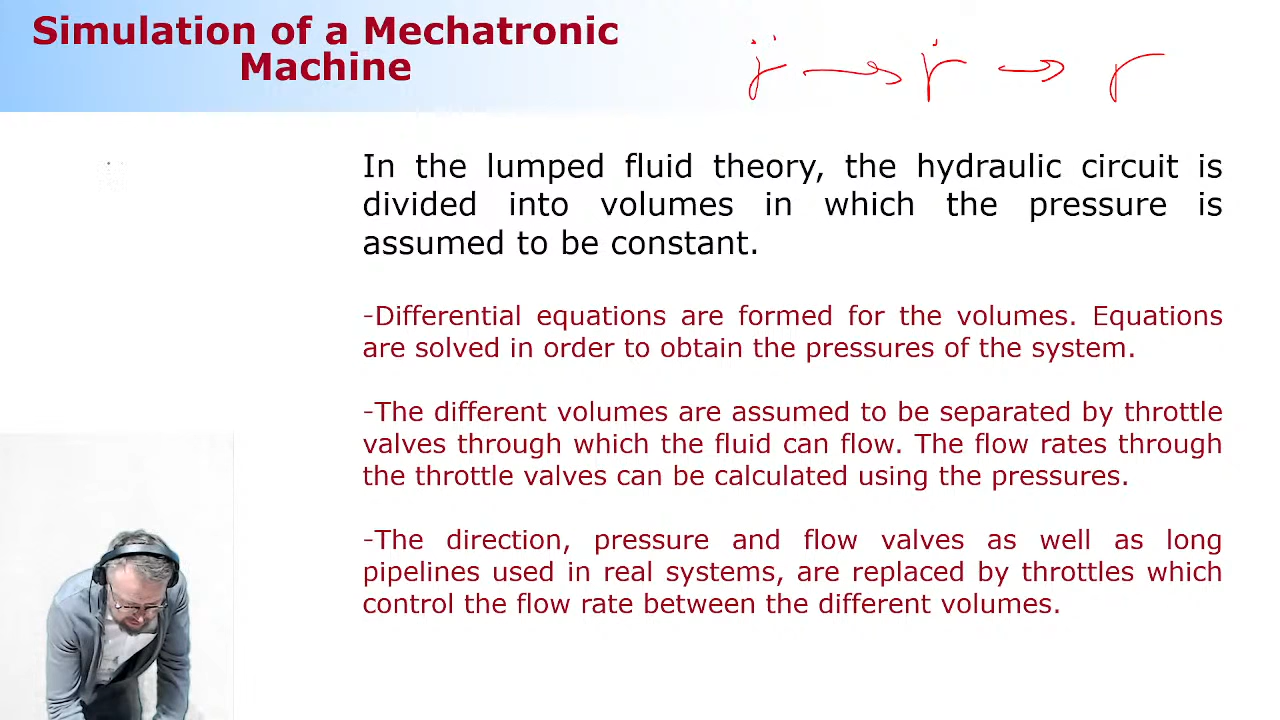 Simulation of a Mechatronic
Machine
r̈ → ṙ → r
In the lumped fluid theory, the hydraulic circuit is
divided into volumes in which the pressure is
assumed to be constant.
-Differential equations are formed for the volumes. Equations
are solved in order to obtain the pressures of the system.
-The different volumes are assumed to be separated by throttle
valves through which the fluid can flow. The flow rates through
the throttle valves can be calculated using the pressures.
-The direction, pressure and flow valves as well as long
pipelines used in real systems, are replaced by throttles which
control the flow rate between the different volumes.